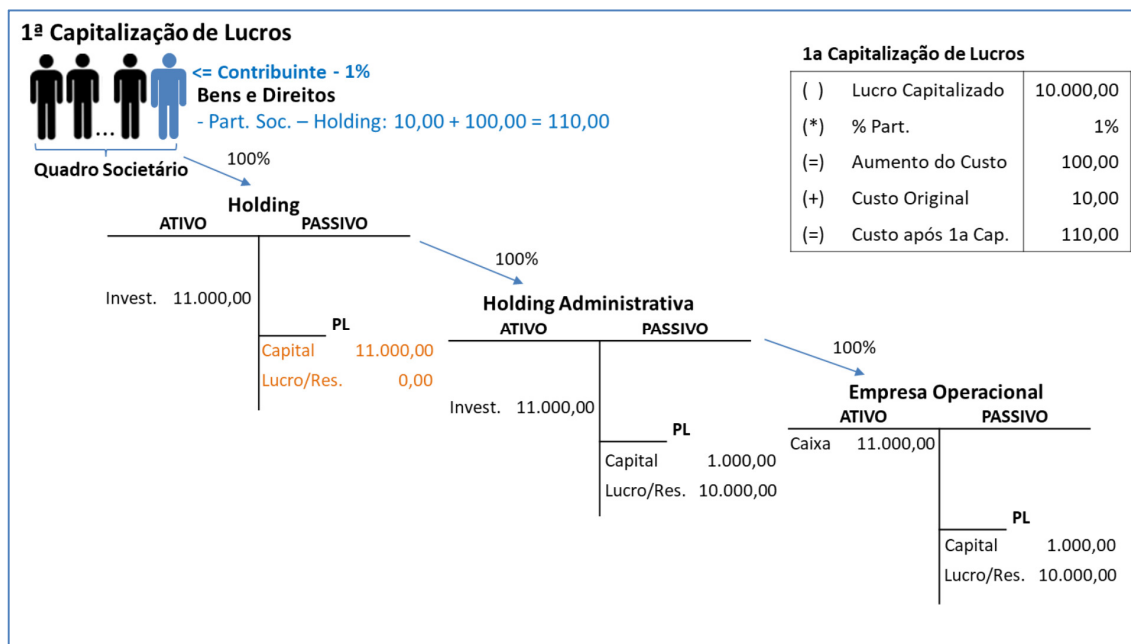 1ª Capitalização de Lucros
<= Contribuinte - 1%
Bens e Direitos
- Part. Soc. – Holding: 10,00 + 100,00 = 110,00
...
Quadro Societário
100%
1a Capitalização de Lucros
( ) Lucro Capitalizado 10.000,00
(*) % Part. 1%
(=) Aumento do Custo 100,00
(+) Custo Original 10,00
(=) Custo após 1a Cap. 110,00
Holding
ATIVO PASSIVO
Invest. 11.000,00
PL
Capital 11.000,00
Lucro/Res. 0,00
100%
Holding Administrativa
ATIVO PASSIVO
Invest. 11.000,00
PL
Capital 1.000,00
Lucro/Res. 10.000,00
100%
Empresa Operacional
ATIVO PASSIVO
Caixa 11.000,00
PL
Capital 1.000,00
Lucro/Res. 10.000,00